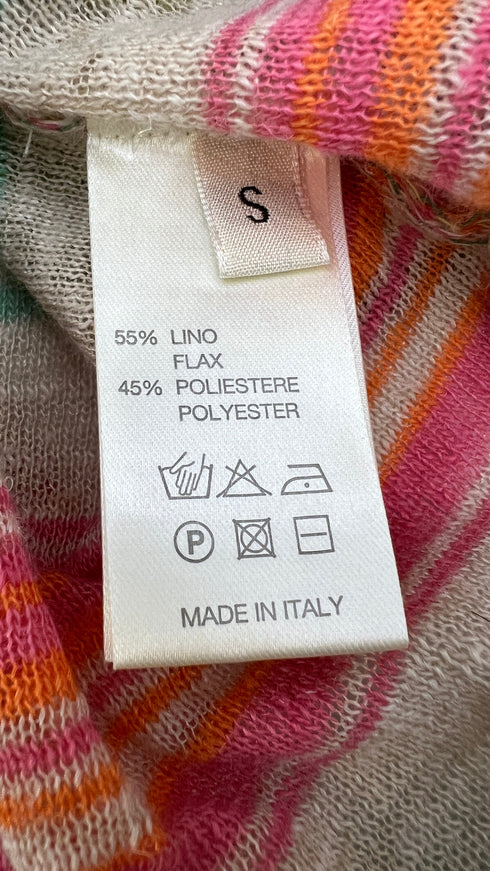 S
55% LINO
FLAX
45% POLIESTERE
POLYESTER
P
MADE IN ITALY